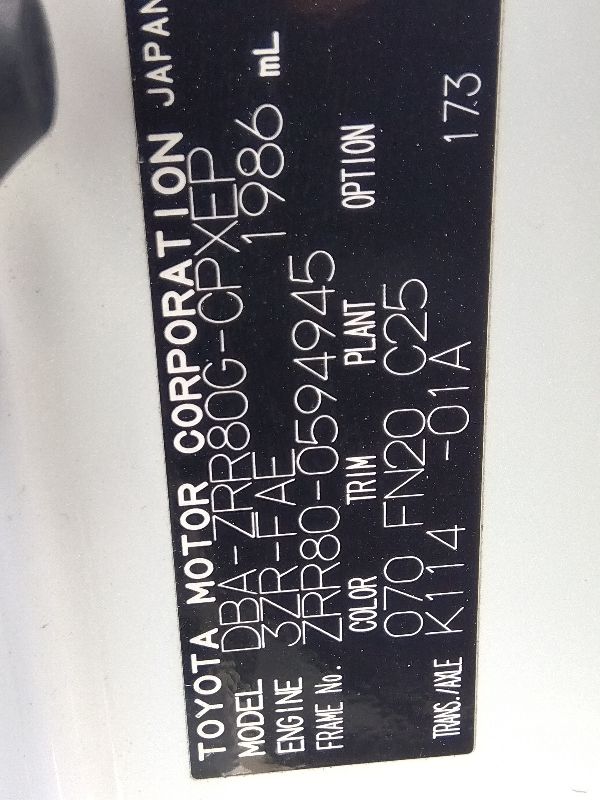 TOYOTA MOTOR CORPORATION JAPAN
MODEL DBA-ZRR80G-CPXEP
ENGINE 3ZR-FAE 1986 mL
FRAME No. ZRR80-0594945
COLOR TRIM PLANT OPTION
070 FN20 C25
TRANS./AXLE K114 -01A 173